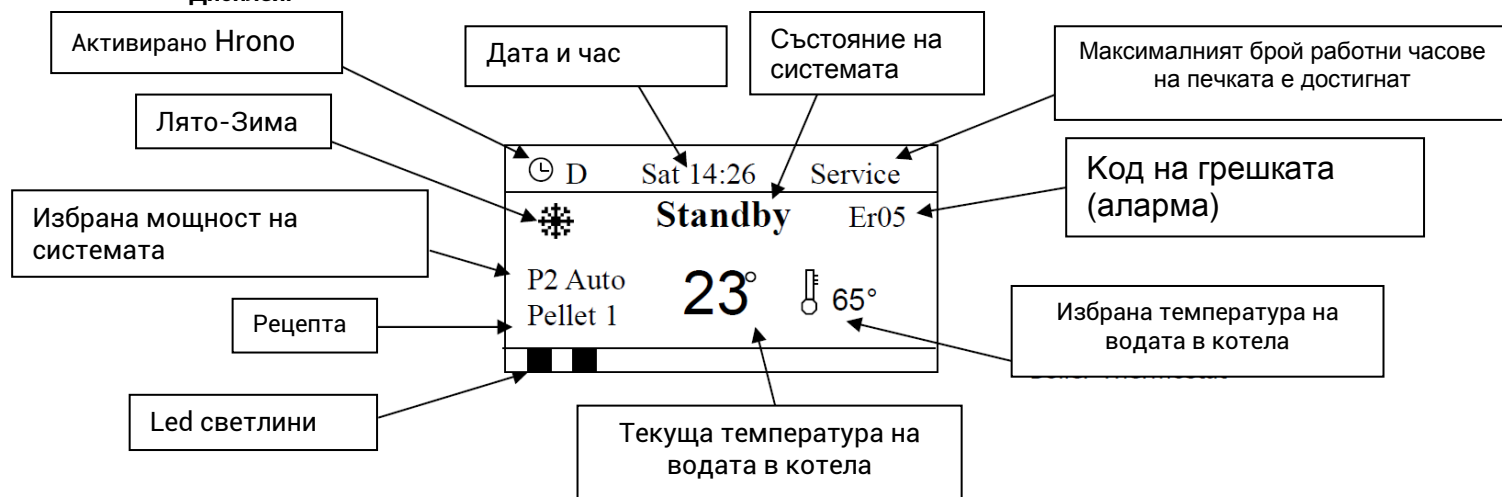 Дисплей
Активирано Hrono
Дата и час
Състояние на
системата
Максималният брой работни часове
на печката е достигнат
Лято-Зима
D Sat 14:26 Service
Код на грешката
(аларма)
Standby Er05
Избрана мощност на
системата
P2 Auto
23° 65°
Pellet 1
Рецепта
Избрана температура на
водата в котела
Led светлини
Текуща температура на
водата в котела